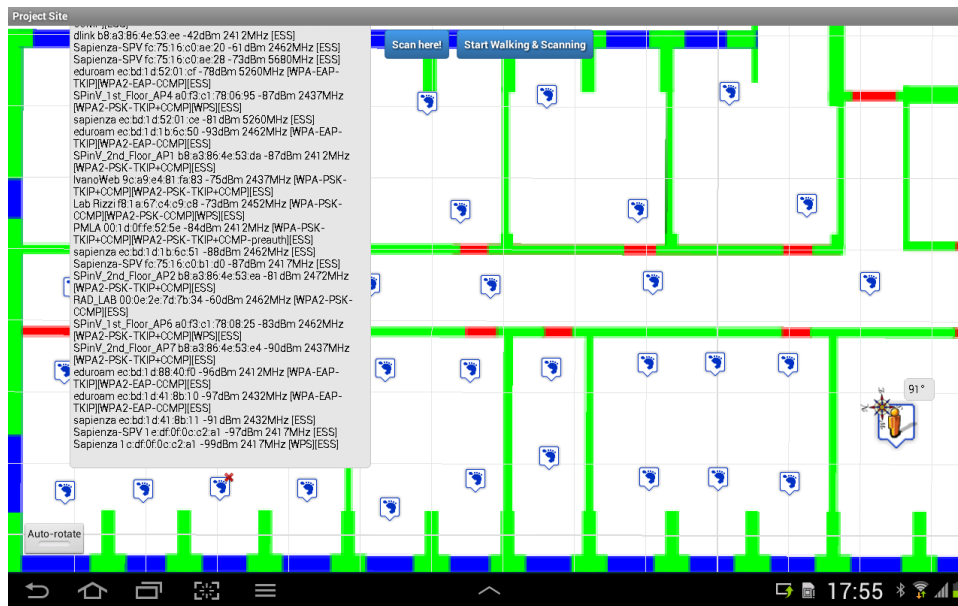 Project Site
Scan here!
Start Walking & Scanning
dlink b8:a3:86:4e:53:ee -42dBm 2412MHz [ESS]
Sapienza-SPV fc:75:16:c0:ae:20 -61dBm 2462MHz [ESS]
Sapienza-SPV fc:75:16:c0:ae:28 -73dBm 5680MHz [ESS]
eduroam ec:bd:1d:52:01:cf -78dBm 5260MHz [WPA-EAP-
TKIP][WPA2-EAP-CCMP][ESS]
SPinV_1st_Floor_AP4 a0:f3:c1:78:06:95 -87dBm 2437MHz
[WPA2-PSK-TKIP+CCMP][WPS][ESS]
sapienza ec:bd:1d:52:01:ce -81dBm 5260MHz [ESS]
eduroam ec:bd:1d:1b:6c:50 -93dBm 2462MHz [WPA-EAP-
TKIP][WPA2-EAP-CCMP][ESS]
SPinV_2nd_Floor_AP1 b8:a3:86:4e:53:da -87dBm 2412MHz
[WPA2-PSK-TKIP+CCMP][ESS]
IvanoWeb 9c:a9:e4:81:fa:83 -75dBm 2437MHz [WPA-PSK-
TKIP+CCMP][WPA2-PSK-TKIP+CCMP][ESS]
Lab Rizzi f8:1a:67:c4:c9:c8 -73dBm 2452MHz [WPA-PSK-
CCMP][WPA2-PSK-CCMP][WPS][ESS]
PMLA 00:1d:0f:fe:52:5e -84dBm 2412MHz [WPA-PSK-
TKIP+CCMP][WPA2-PSK-TKIP+CCMP-preauth][ESS]
sapienza ec:bd:1d:1b:6c:51 -88dBm 2462MHz [ESS]
Sapienza-SPV fc:75:16:c0:b1:d0 -87dBm 2417MHz [ESS]
SPinV_2nd_Floor_AP2 b8:a3:86:4e:53:ea -81dBm 2472MHz
[WPA2-PSK-TKIP+CCMP][ESS]
RAD_LAB 00:0e:2e:7d:7b:34 -60dBm 2462MHz [WPA2-PSK-
CCMP][ESS]
SPinV_1st_Floor_AP6 a0:f3:c1:78:08:25 -83dBm 2462MHz
[WPA2-PSK-TKIP+CCMP][WPS][ESS]
SPinV_2nd_Floor_AP7 b8:a3:86:4e:53:e4 -90dBm 2437MHz
[WPA2-PSK-TKIP+CCMP][ESS]
eduroam ec:bd:1d:88:40:f0 -96dBm 2412MHz [WPA-EAP-
TKIP][WPA2-EAP-CCMP][ESS]
eduroam ec:bd:1d:41:8b:10 -97dBm 2432MHz [WPA-EAP-
TKIP][WPA2-EAP-CCMP][ESS]
sapienza ec:bd:1d:41:8b:11 -91dBm 2432MHz [ESS]
Sapienza-SPV 1e:df:0f:0c:c2:a1 -97dBm 2417MHz [ESS]
Sapienza 1c:df:0f:0c:c2:a1 -99dBm 2417MHz [WPS][ESS]
91°
Auto-rotate
17:55